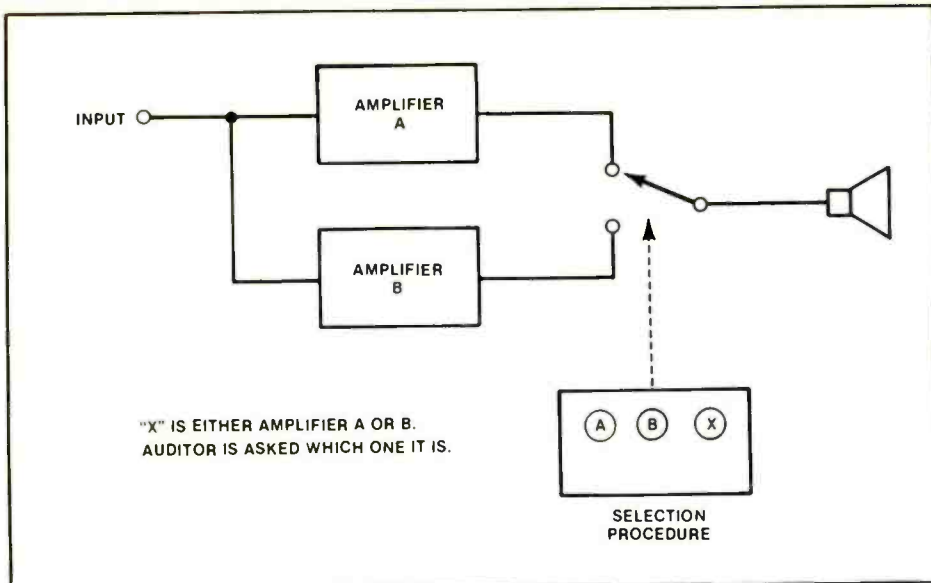 AMPLIFIER
A
INPUT
AMPLIFIER
B
"X" IS EITHER AMPLIFIER A OR B.
AUDITOR IS ASKED WHICH ONE IT IS.
A B X
SELECTION
PROCEDURE